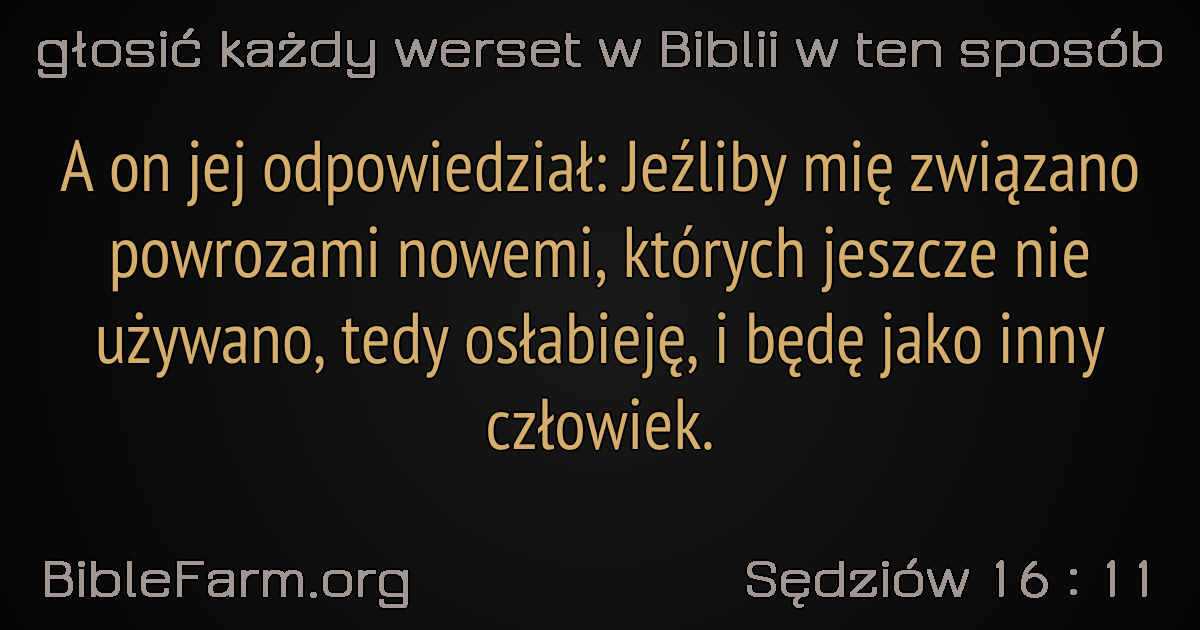 głosić każdy werset w Biblii w ten sposób
A on jej odpowiedział: Jeźliby mię związano
powrozami nowemi, których jeszcze nie
używano, tedy osłabieję, i będę jako inny
człowiek.
BibleFarm.org
Sędziów 16 : 11